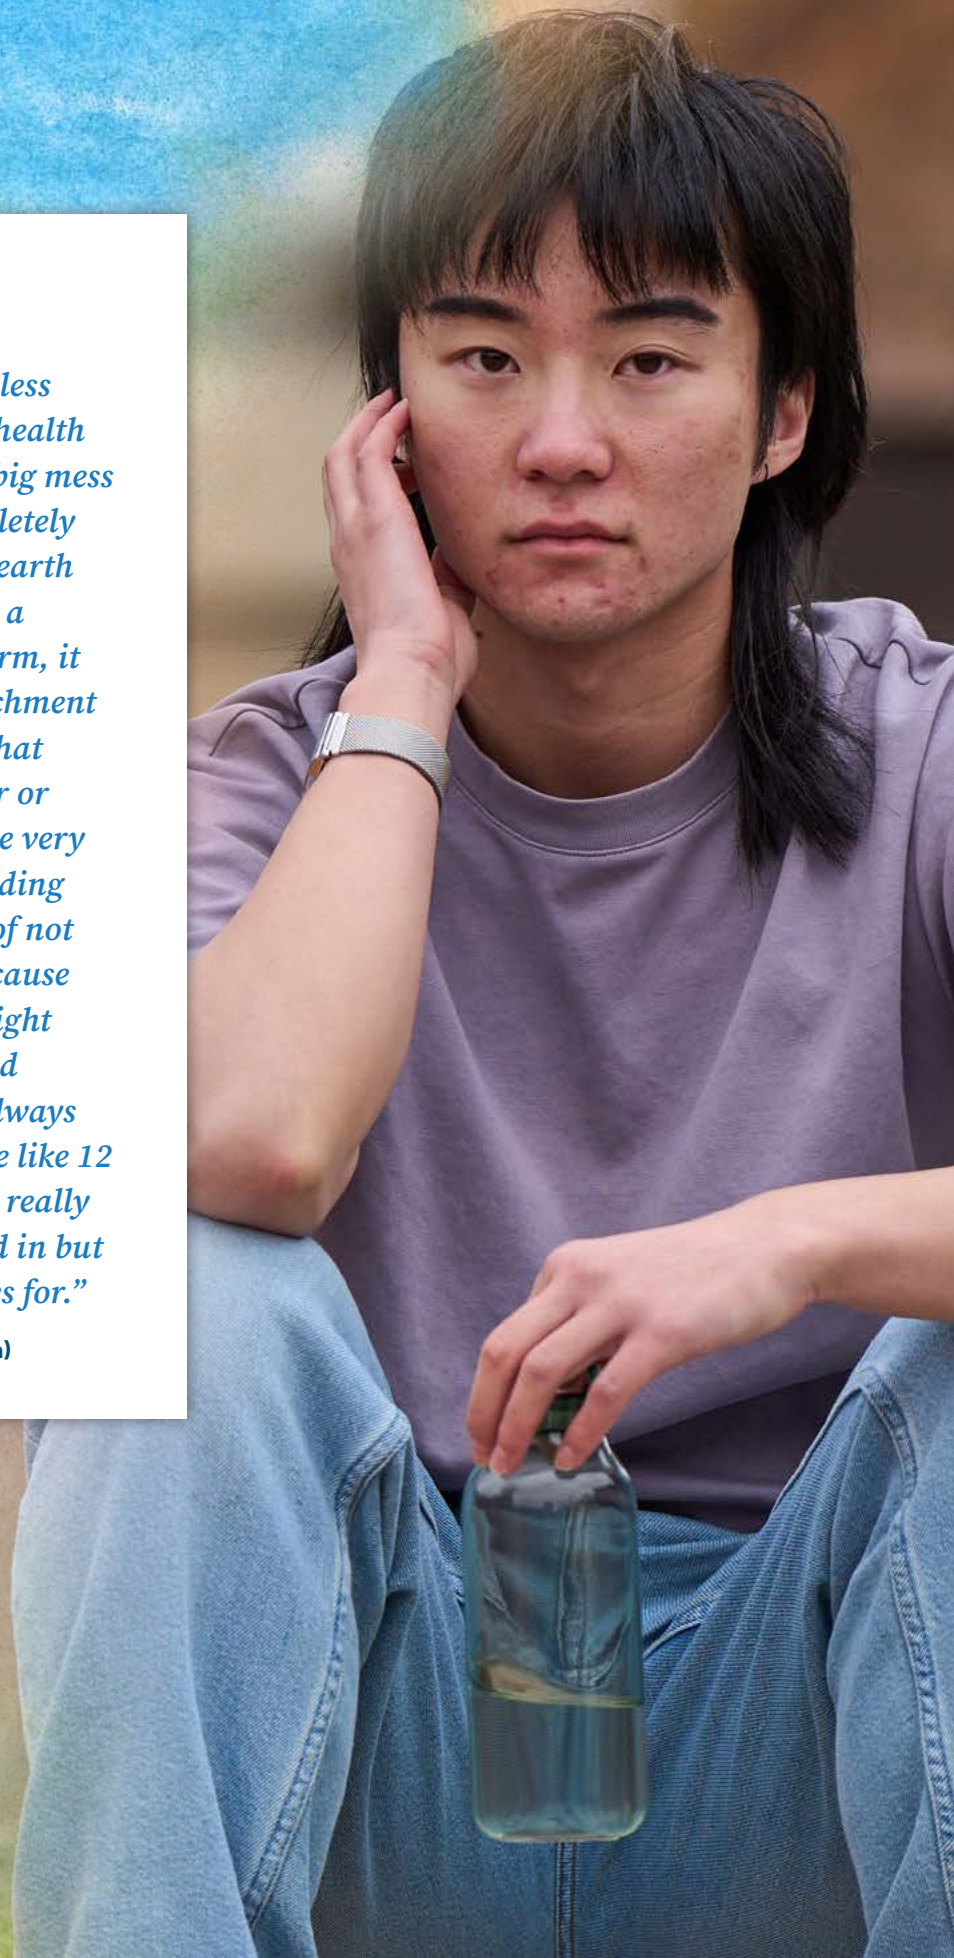 less
health
big mess
letely
earth
a
rm, it
chment
hat
r or
e very
ding
of not
cause
ight
d
lways
e like 12
really
d in but
s for.”
)